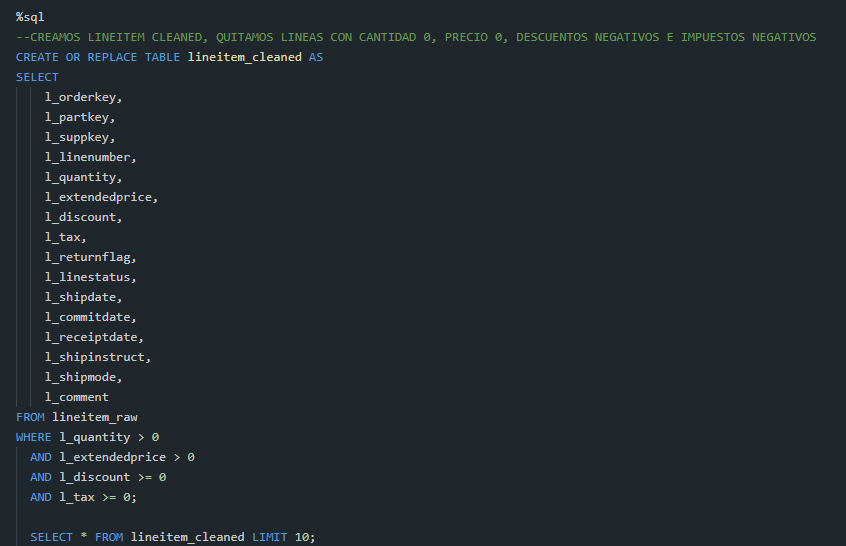 %sql
--CREAMOS LINEITEM CLEANED, QUITAMOS LINEAS CON CANTIDAD 0, PRECIO 0, DESCUENTOS NEGATIVOS E IMPUESTOS NEGATIVOS
CREATE OR REPLACE TABLE lineitem_cleaned AS
SELECT
    l_orderkey,
    l_partkey,
    l_suppkey,
    l_linenumber,
    l_quantity,
    l_extendedprice,
    l_discount,
    l_tax,
    l_returnflag,
    l_linestatus,
    l_shipdate,
    l_commitdate,
    l_receiptdate,
    l_shipinstruct,
    l_shipmode,
    l_comment
FROM lineitem_raw
WHERE l_quantity > 0
  AND l_extendedprice > 0
  AND l_discount >= 0
  AND l_tax >= 0;

  SELECT * FROM lineitem_cleaned LIMIT 10;